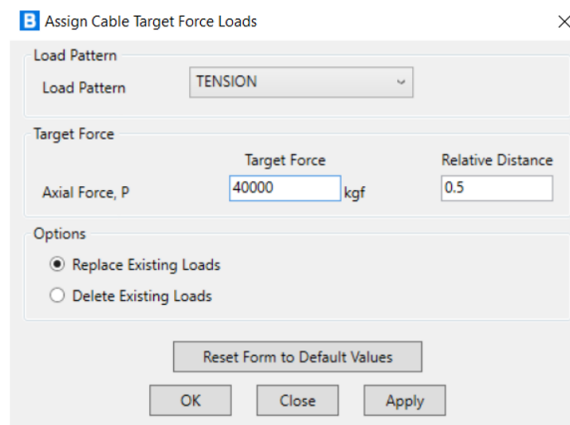 B Assign Cable Target Force Loads
Load Pattern
Load Pattern TENSION
Target Force
Target Force Relative Distance
Axial Force, P 40000 kgf 0.5
Options
Replace Existing Loads
Delete Existing Loads
Reset Form to Default Values
OK Close Apply